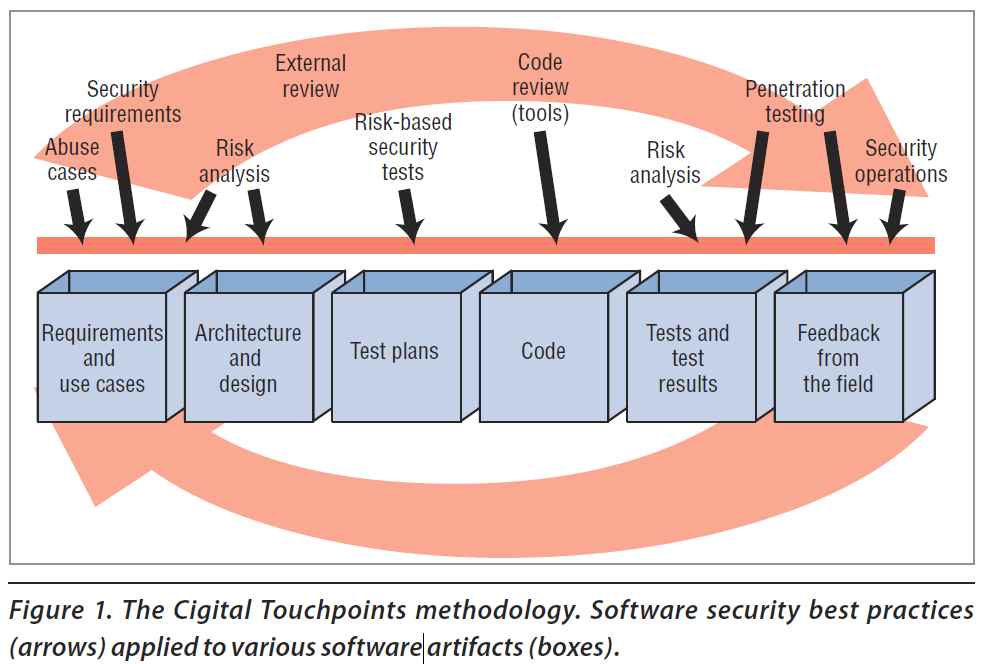 Security
requirements
Abuse
cases
Risk
analysis
External
review
Risk-based
security
tests
Code
review
(tools)
Risk
analysis
Penetration
testing
Security
operations
Requirements
and
use cases
Architecture
and
design
Test plans
Code
Tests and
test
results
Feedback
from
the field
Figure 1. The Cigital Touchpoints methodology. Software security best practices
(arrows) applied to various software artifacts (boxes).